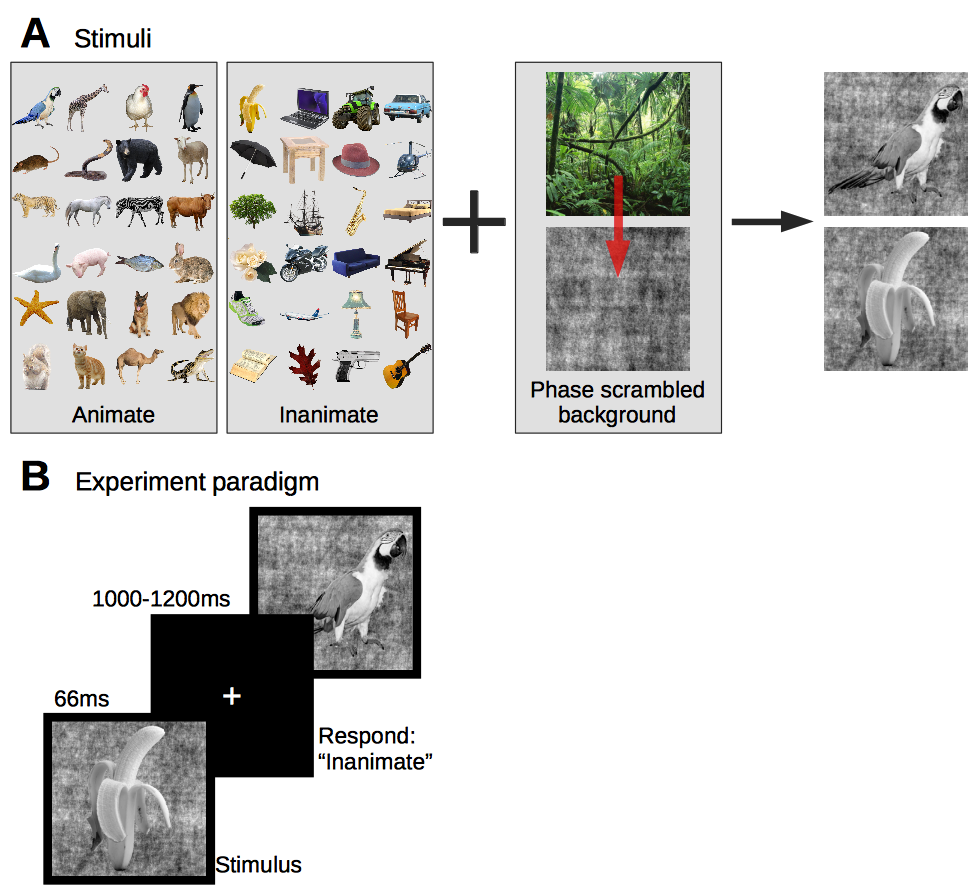 A Stimuli
Animate
Inanimate
Phase scrambled
background
B Experiment paradigm
1000-1200ms
66ms
Respond:
“Inanimate”
Stimulus